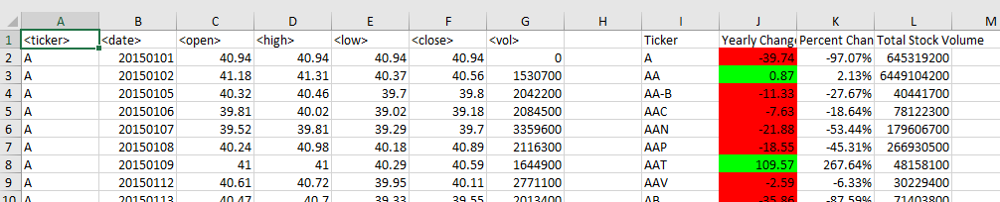 A B C D E F G H I J K L M
1 <ticker> <date> <open> <high> <low> <close> <vol> Ticker Yearly Chang Percent Chan Total Stock Volume
2 A 20150101 40.94 40.94 40.94 40.94 0 A -39.74 -97.07% 645319200
3 A 20150102 41.18 41.31 40.37 40.56 1530700 AA 0.87 2.13% 6449104200
4 A 20150105 40.32 40.46 39.7 39.8 2042200 AA-B -11.33 -27.67% 40441700
5 A 20150106 39.81 40.02 39.02 39.18 2084500 AAC -7.63 -18.64% 78122300
6 A 20150107 39.52 39.81 39.29 39.7 3359600 AAN -21.88 -53.44% 179606700
7 A 20150108 40.24 40.98 40.18 40.89 2116300 AAP -18.55 -45.31% 266930500
8 A 20150109 41 41 40.29 40.59 1644900 AAT 109.57 267.64% 48158100
9 A 20150112 40.61 40.72 39.95 40.11 2771100 AAV -2.59 -6.33% 30229400
10 A 20150113 40.47 40.7 39.33 39.55 2013400 AB -35.86 -87.59% 71403800